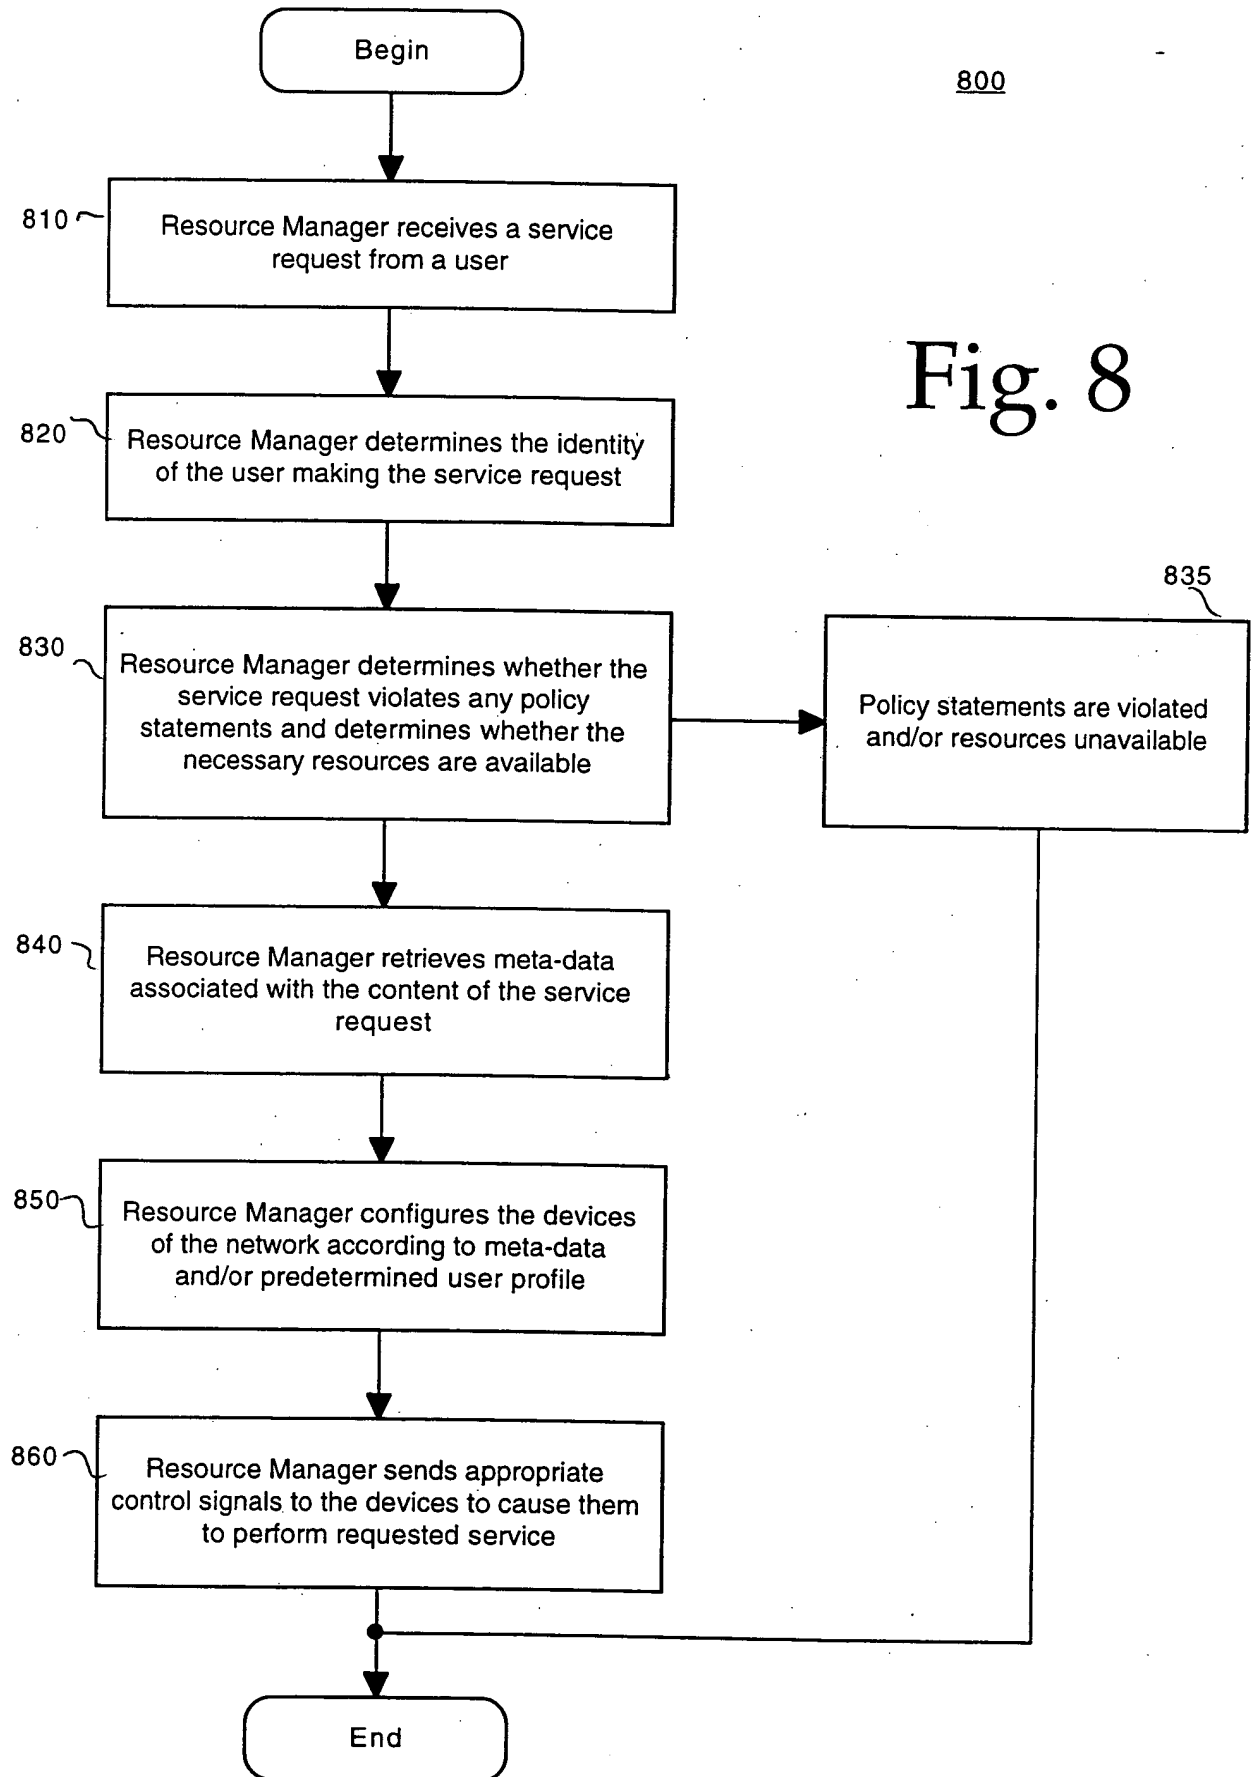 Begin
800
810
Resource Manager receives a service
request from a user
Fig. 8
820
Resource Manager determines the identity
of the user making the service request
835
830
Resource Manager determines whether the
service request violates any policy
statements and determines whether the
necessary resources are available
Policy statements are violated
and/or resources unavailable
840
Resource Manager retrieves meta-data
associated with the content of the service
request
850
Resource Manager configures the devices
of the network according to meta-data
and/or predetermined user profile
860
Resource Manager sends appropriate
control signals to the devices to cause them
to perform requested service
End